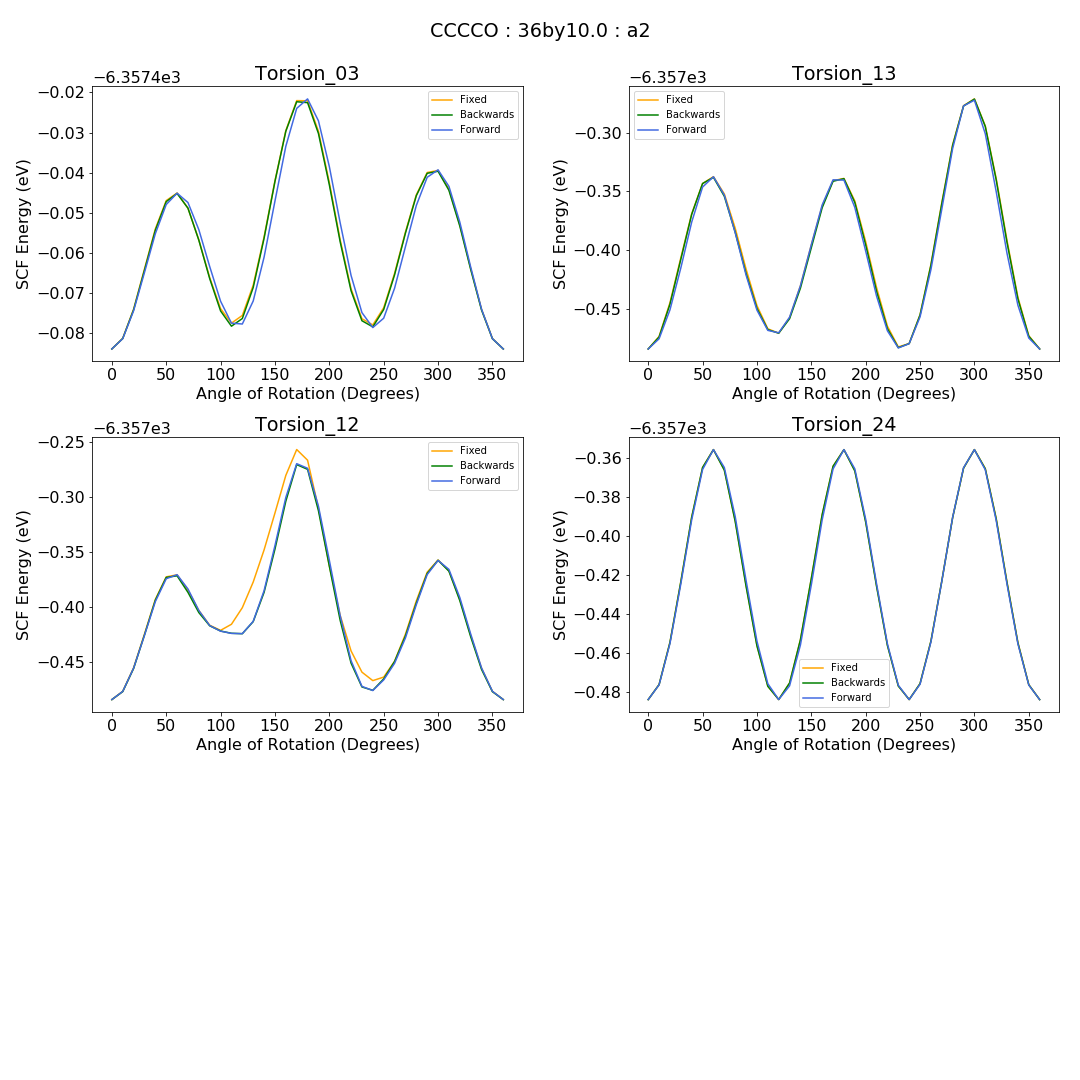 CCCCO : 36by10.0 : a2
−6.3574e3
Torsion_03
−0.02
−0.03
−0.04
−0.05
−0.06
−0.07
−0.08
SCF Energy (eV)
Fixed
Backwards
Forward
0 50 100 150 200 250 300 350
Angle of Rotation (Degrees)
−6.357e3
Torsion_13
−0.30
−0.35
−0.40
−0.45
SCF Energy (eV)
Fixed
Backwards
Forward
0 50 100 150 200 250 300 350
Angle of Rotation (Degrees)
−6.357e3
Torsion_12
−0.25
−0.30
−0.35
−0.40
−0.45
SCF Energy (eV)
Fixed
Backwards
Forward
0 50 100 150 200 250 300 350
Angle of Rotation (Degrees)
−6.357e3
Torsion_24
−0.36
−0.38
−0.40
−0.42
−0.44
−0.46
−0.48
SCF Energy (eV)
Fixed
Backwards
Forward
0 50 100 150 200 250 300 350
Angle of Rotation (Degrees)